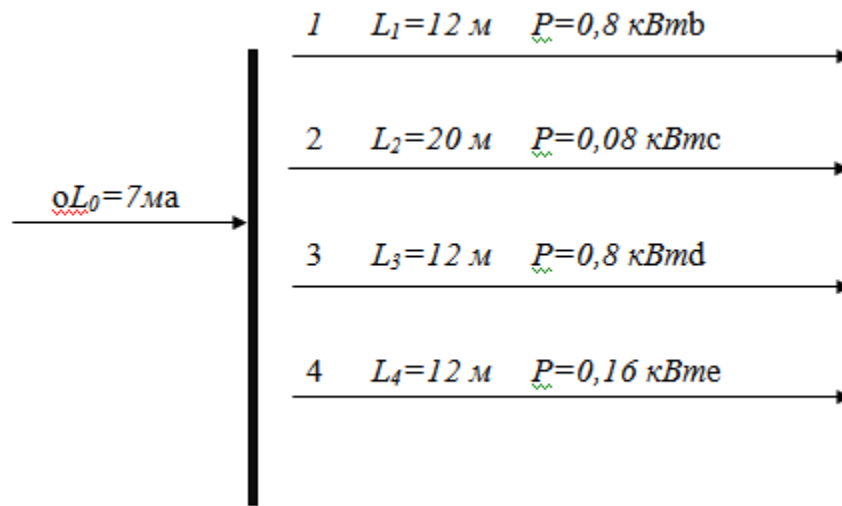 1 L₁=12 м P=0,8 кВтb
2 L₂=20 м P=0,08 кВтc
oL₀=7мa
3 L₃=12 м P=0,8 кВтd
4 L₄=12 м P=0,16 кВтe